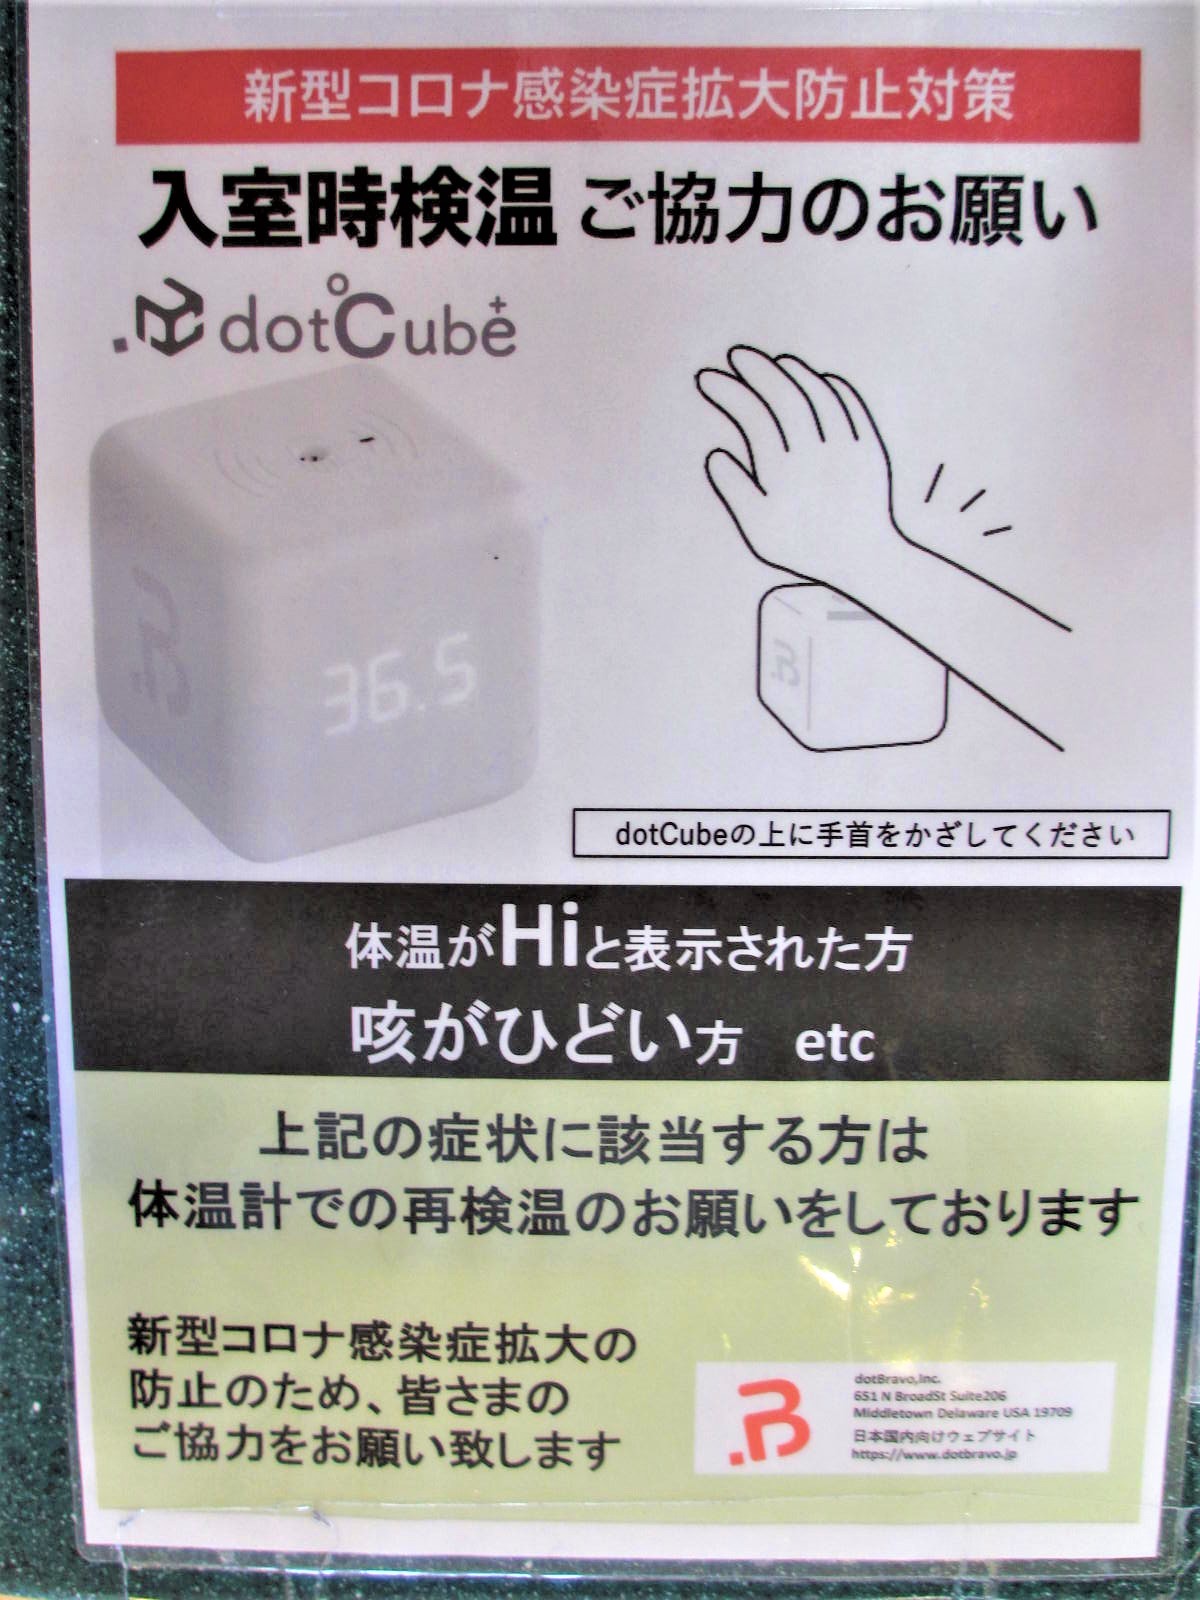 新型コロナ感染症拡大防止対策
入室時検温 ご協力のお願い
dot℃ube+
36.5
dotCubeの上に手首をかざしてください
体温がHiと表示された方
咳がひどい方 etc
上記の症状に該当する方は
体温計での再検温のお願いをしております
新型コロナ感染症拡大の
防止のため、皆さまの
ご協力をお願い致します
dotBravo,Inc.
651 N BroadSt Suite206
Middletown Delaware USA 19709
日本国内向けウェブサイト
https://www.dotbravo.jp